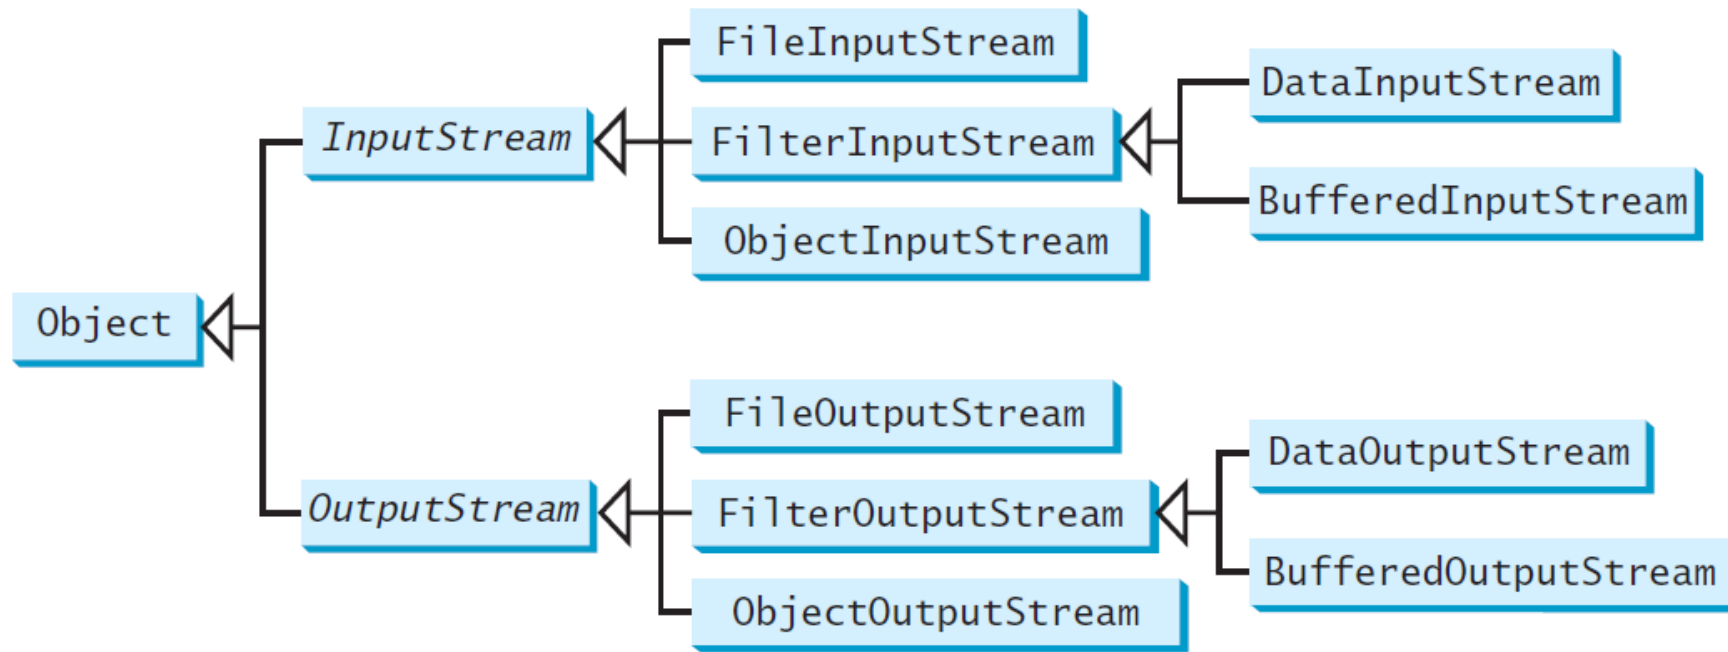 FileInputStream
DataInputStream
InputStream
FilterInputStream
BufferedInputStream
ObjectInputStream
Object
FileOutputStream
DataOutputStream
OutputStream
FilterOutputStream
BufferedOutputStream
ObjectOutputStream